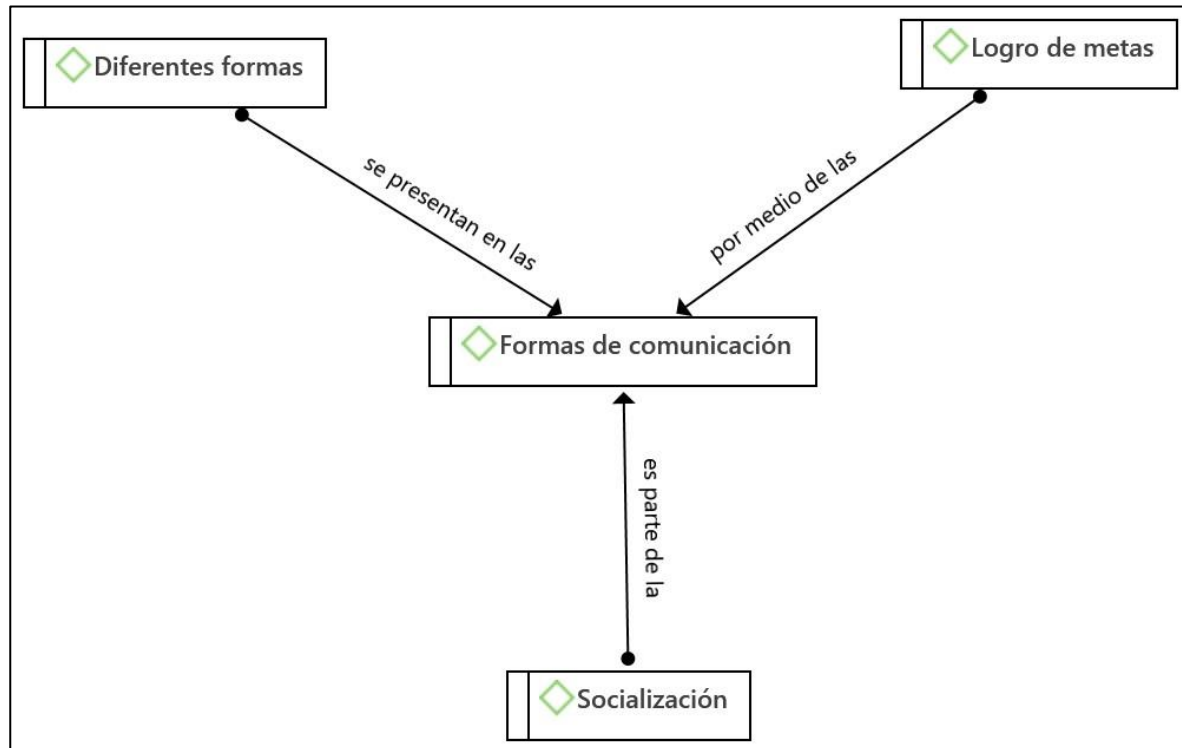 Diferentes formas
Logro de metas
se presentan en las
por medio de las
Formas de comunicación
es parte de la
Socialización